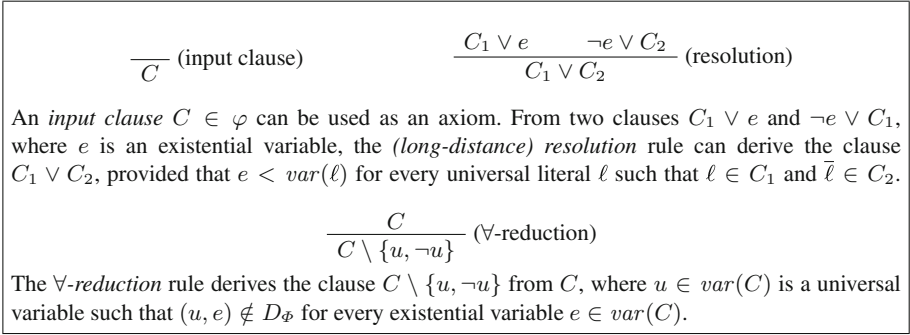 C (input clause)
C₁ ∨ e ¬e ∨ C₂
C₁ ∨ C₂ (resolution)
An input clause C ∈ φ can be used as an axiom. From two clauses C₁ ∨ e and ¬e ∨ C₁,
where e is an existential variable, the (long-distance) resolution rule can derive the clause
C₁ ∨ C₂, provided that e < var(ℓ) for every universal literal ℓ such that ℓ ∈ C₁ and ℓ̅ ∈ C₂.
C
C \ {u, ¬u} (∀-reduction)
The ∀-reduction rule derives the clause C \ {u, ¬u} from C, where u ∈ var(C) is a universal
variable such that (u, e) ∉ D_Φ for every existential variable e ∈ var(C).